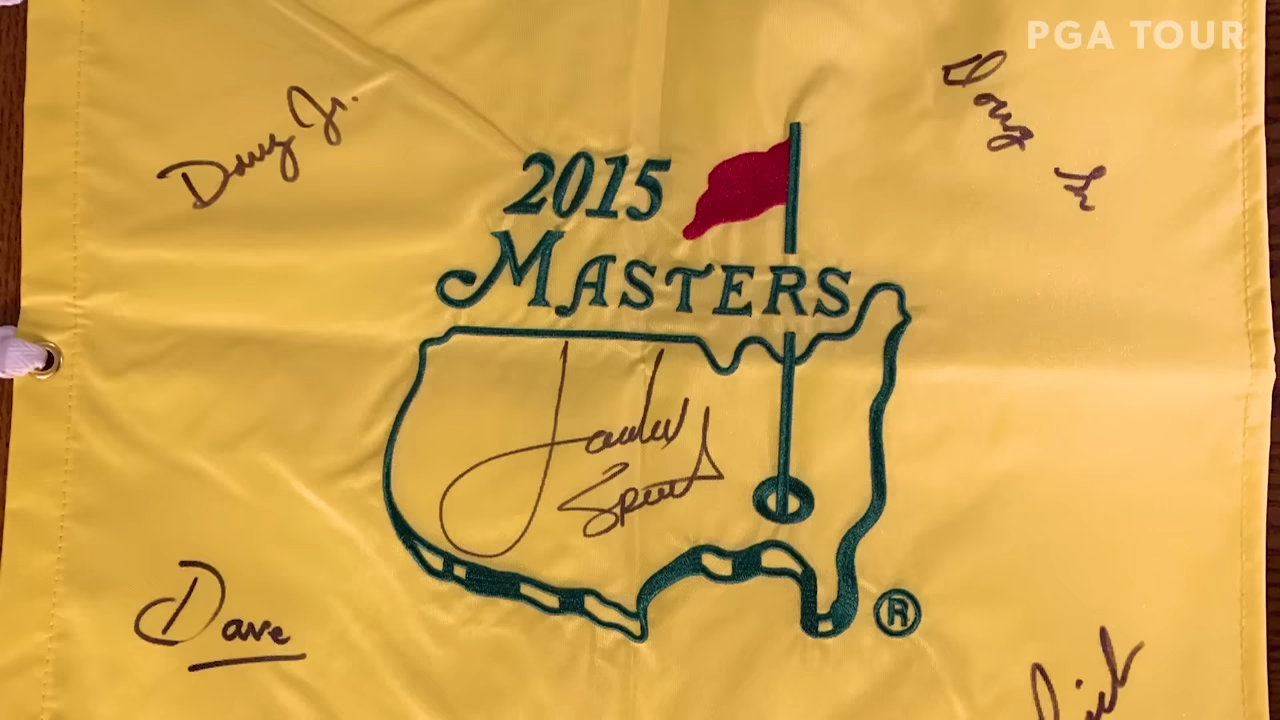 PGA TOUR
Doug Jr.
Doug Sr
2015
MASTERS
Jordan
Spieth
Dave
®